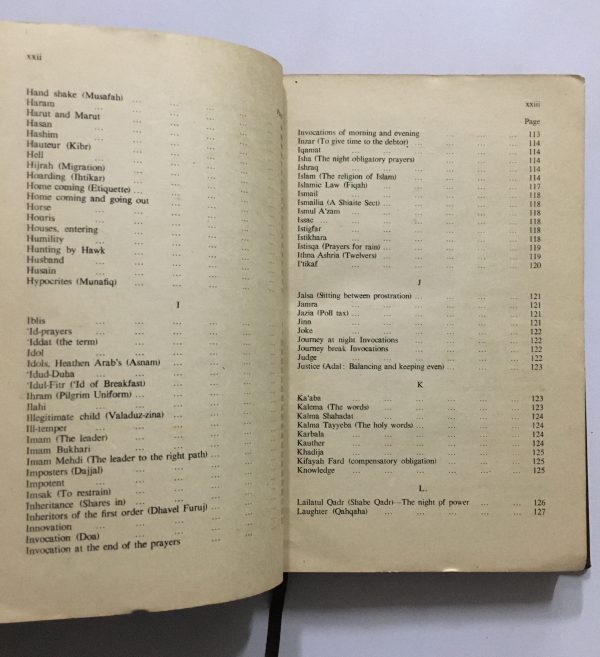 xxii
Hand shake (Musafah) ... ... ... ...
Haram ... ... ... ... ...
Harut and Marut ... ... ... ...
Hasan ... ... ... ... ...
Hashim ... ... ... ... ...
Hauteur (Kibr) ... ... ... ...
Hell ... ... ... ... ...
Hijrah (Migration) ... ... ... ...
Hoarding (Ihtikar) ... ... ... ...
Home coming (Etiquette) ... ... ... ...
Home coming and going out ... ... ...
Horse ... ... ... ... ...
Houris ... ... ... ... ...
Houses, entering ... ... ... ...
Humility ... ... ... ... ...
Hunting by Hawk ... ... ... ...
Husband ... ... ... ... ...
Husain ... ... ... ... ...
Hypocrites (Munafiq) ... ... ... ...
I
Iblis ... ... ... ... ...
'Id-prayers ... ... ... ... ...
'Iddat (the term) ... ... ... ...
Idol ... ... ... ... ...
Idols, Heathen Arab's (Asnam) ... ... ...
'Idud-Duha ... ... ... ... ...
'Idul-Fitr ('Id of Breakfast) ... ... ...
Ihram (Pilgrim Uniform) ... ... ... ...
Ilahi ... ... ... ... ...
Illegitimate child (Valaduz-zina) ... ... ...
Ill-temper ... ... ... ... ...
Imam (The leader) ... ... ... ...
Imam Bukhari ... ... ... ...
Imam Mehdi (The leader to the right path) ... ...
Imposters (Dajjal) ... ... ... ...
Impotent ... ... ... ... ...
Imsak (To restrain) ... ... ... ...
Inheritance (Shares in) ... ... ... ...
Inheritors of the first order (Dhavel Furuj) ... ...
Innovation ... ... ... ... ...
Invocation (Doa) ... ... ... ...
Invocation at the end of the prayers ... ...
xxiii
Page
Invocations of morning and evening ... ... ... 113
Inzar (To give time to the debtor) ... ... ... 114
Iqamat ... ... ... ... ... 114
Isha (The night obligatory prayers) ... ... ... 114
Ishraq ... ... ... ... ... 114
Islam (The religion of Islam) ... ... ... 114
Islamic Law (Fiqah) ... ... ... ... 117
Ismail ... ... ... ... ... 118
Ismailia (A Shiaite Sect) ... ... ... ... 118
Ismul A'zam ... ... ... ... ... 118
Issac ... ... ... ... ... 118
Istigfar ... ... ... ... ... 118
Istikhara ... ... ... ... ... 118
Istisqa (Prayers for rain) ... ... ... ... 119
Ithna Ashria (Twelvers) ... ... ... ... 119
I'tikaf ... ... ... ... ... 120
J
Jalsa (Sitting between prostration) ... ... ... ... 121
Jamra ... ... ... ... ... 121
Jazia (Poll tax) ... ... ... ... ... 121
Jinn ... ... ... ... ... 121
Joke ... ... ... ... ... 122
Journey at night Invocations ... ... ... 122
Journey break Invocations ... ... ... ... 122
Judge ... ... ... ... ... 122
Justice (Adal: Balancing and keeping even) ... ... ... 123
K
Ka'aba ... ... ... ... ... 123
Kalema (The words) ... ... ... ... 123
Kalma Shahadat ... ... ... ... 124
Kalma Tayyeba (The holy words) ... ... ... ... 124
Karbala ... ... ... ... ... 124
Kauther ... ... ... ... ... 124
Khadija ... ... ... ... ... 125
Kifayah Fard (compensatory obligation) ... ... ... 125
Knowledge ... ... ... ... ... 125
L.
Lailatul Qadr (Shabe Qadr)—The night of power ... ... 126
Laughter (Qahqaha) ... ... ... ... 127